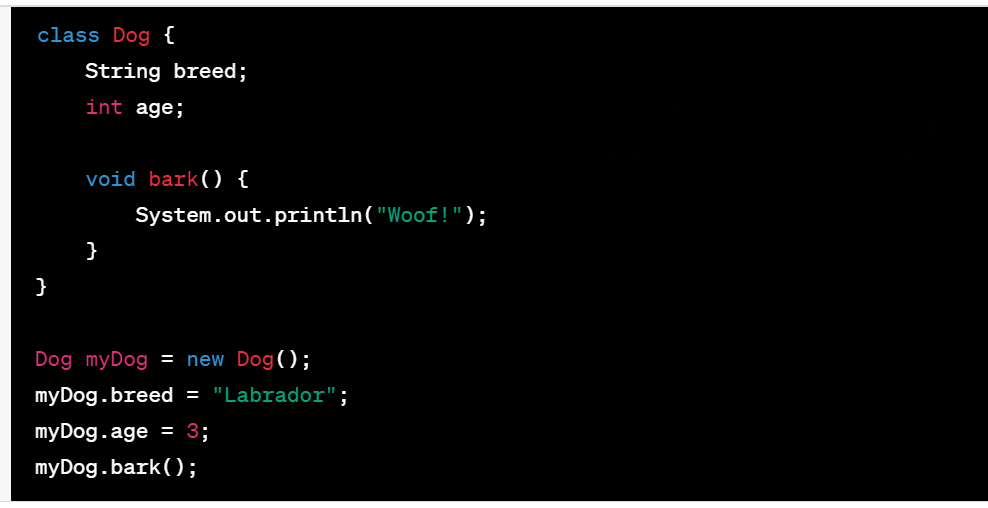 class Dog {
    String breed;
    int age;

    void bark() {
        System.out.println("Woof!");
    }
}

Dog myDog = new Dog();
myDog.breed = "Labrador";
myDog.age = 3;
myDog.bark();